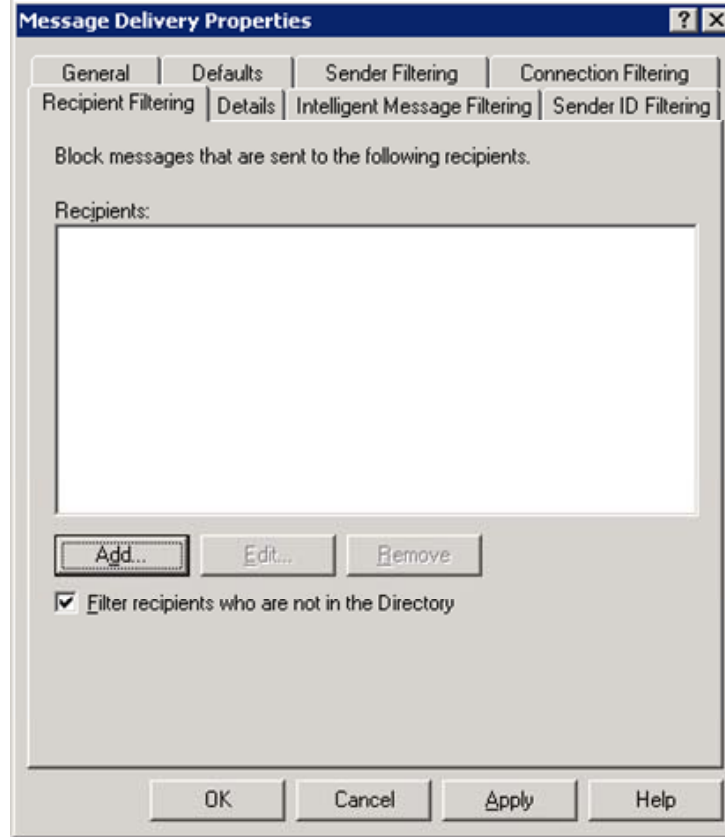 Message Delivery Properties
General Defaults Sender Filtering Connection Filtering
Recipient Filtering Details Intelligent Message Filtering Sender ID Filtering
Block messages that are sent to the following recipients.
Recipients:
Add... Edit... Remove
Filter recipients who are not in the Directory
OK Cancel Apply Help